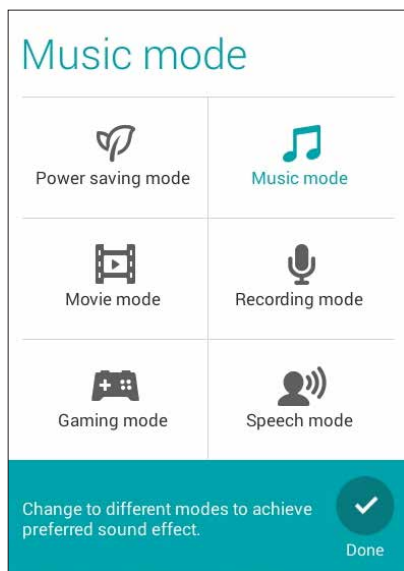 Music mode
Power saving mode
Music mode
Movie mode
Recording mode
Gaming mode
Speech mode
Change to different modes to achieve
preferred sound effect.
Done